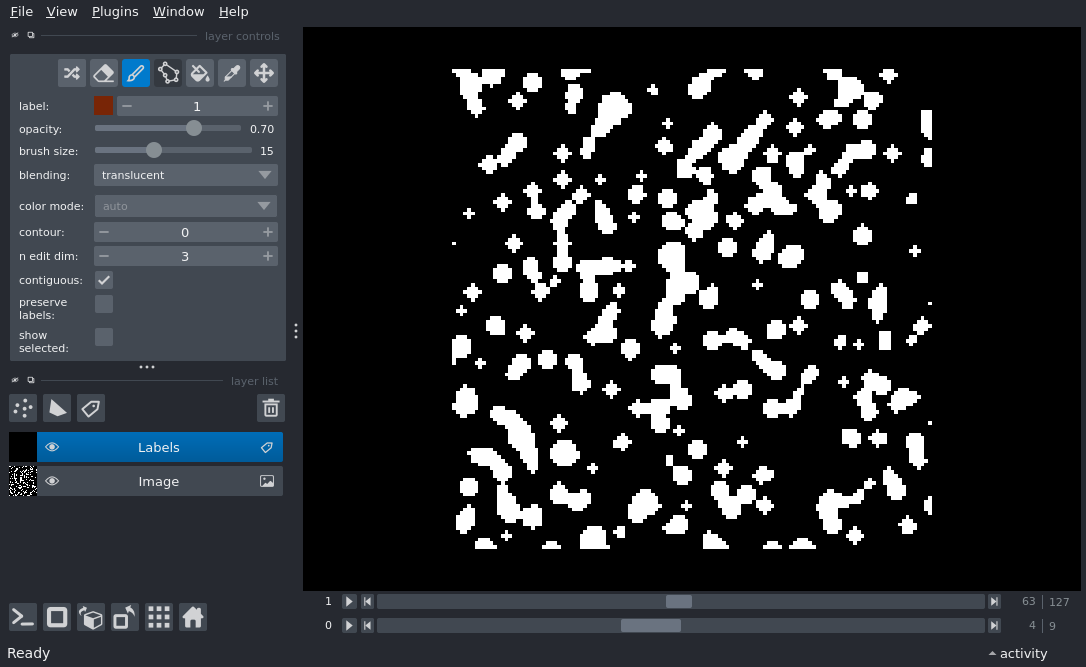 File View Plugins Window Help
layer controls
label: 1
opacity: 0.70
brush size: 15
blending: translucent
color mode: auto
contour: 0
n edit dim: 3
contiguous:
preserve
labels:
show
selected:
layer list
Labels
Image
1 63 127
0 4 9
Ready activity